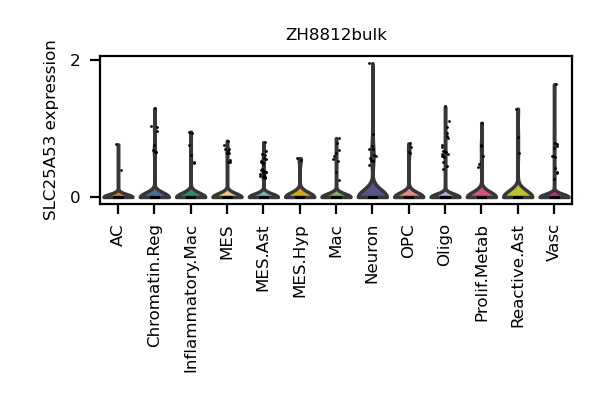 ZH8812bulk
SLC25A53 expression
2
0
AC
Chromatin.Reg
Inflammatory.Mac
MES
MES.Ast
MES.Hyp
Mac
Neuron
OPC
Oligo
Prolif.Metab
Reactive.Ast
Vasc